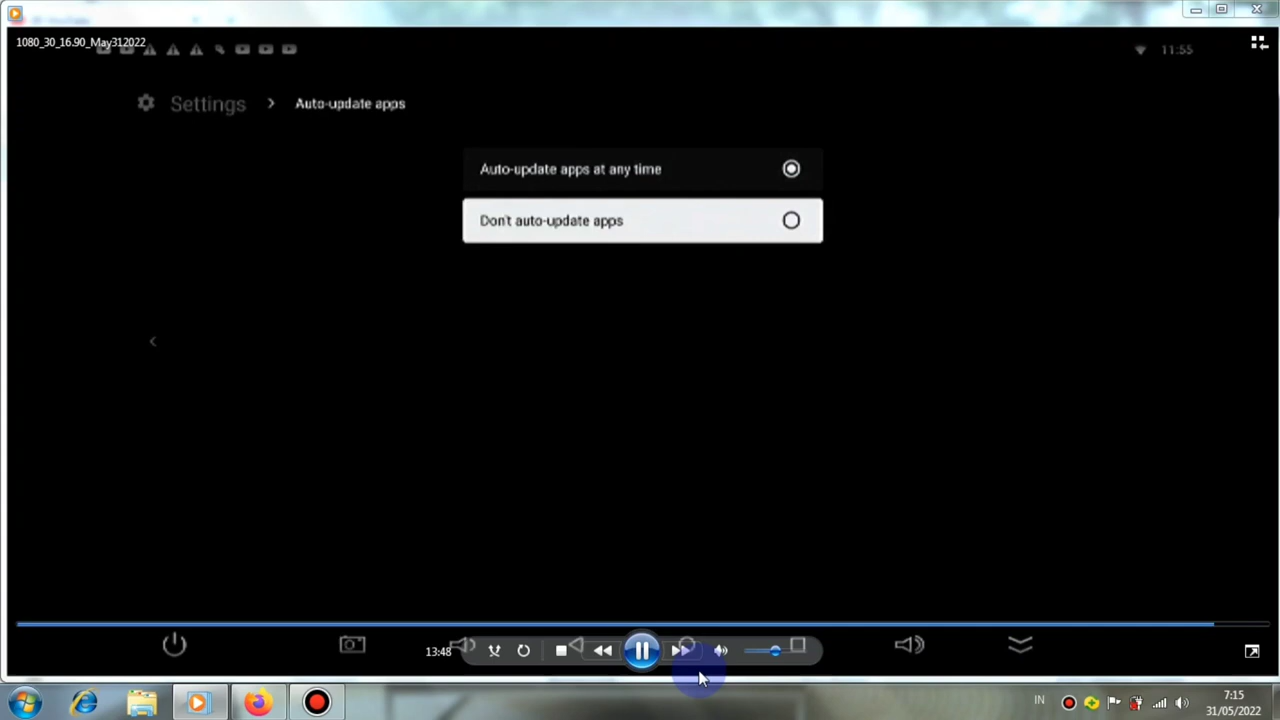 1080_30_16.90_May312022
11:55
Settings > Auto-update apps
Auto-update apps at any time
Don't auto-update apps
13:48
IN
7:15
31/05/2022